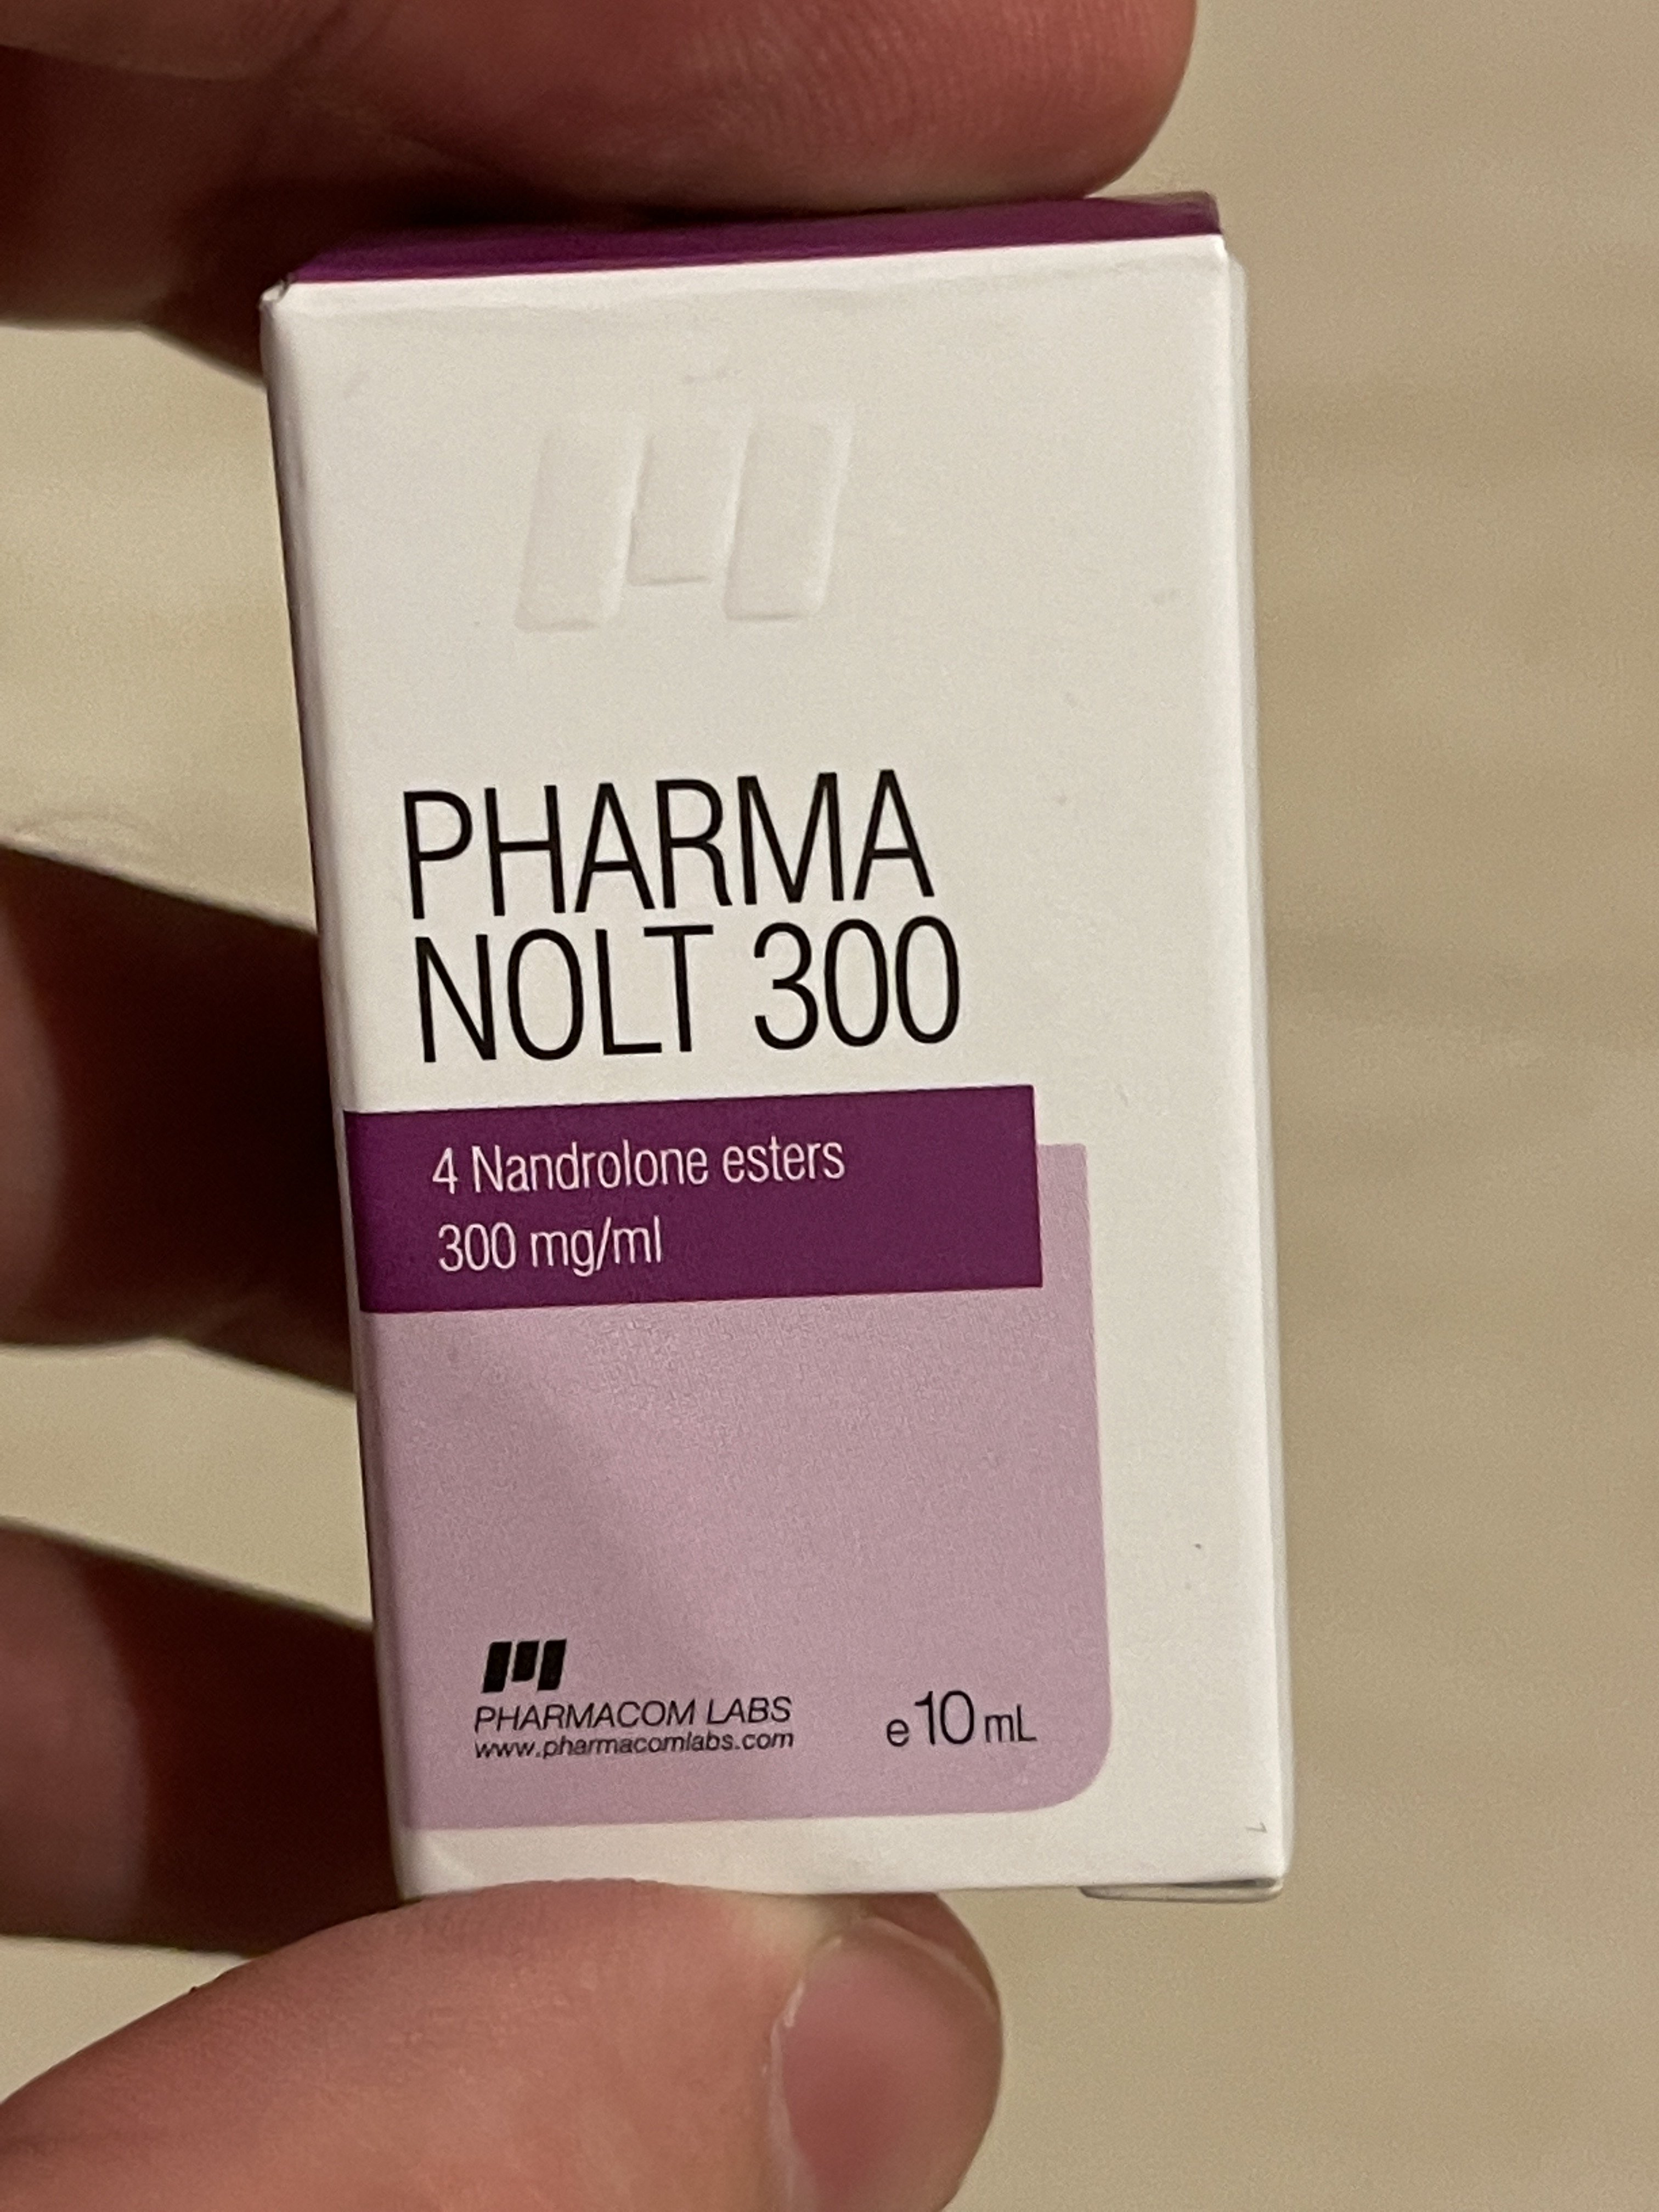 PHARMA
NOLT 300
4 Nandrolone esters
300 mg/ml
PHARMACOM LABS
www.pharmacomlabs.com
e 10 mL